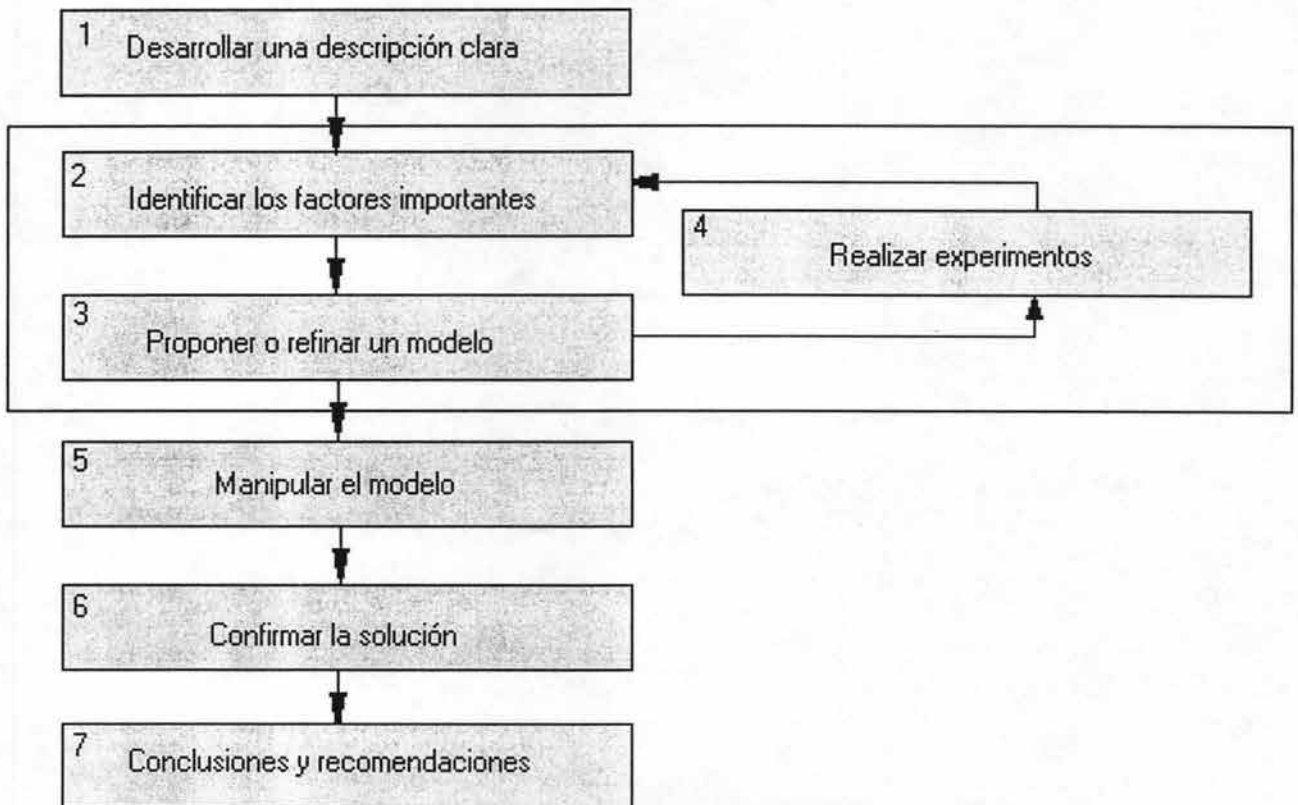 1
Desarrollar una descripción clara
2
Identificar los factores importantes
3
Proponer o refinar un modelo
4
Realizar experimentos
5
Manipular el modelo
6
Confirmar la solución
7
Conclusiones y recomendaciones